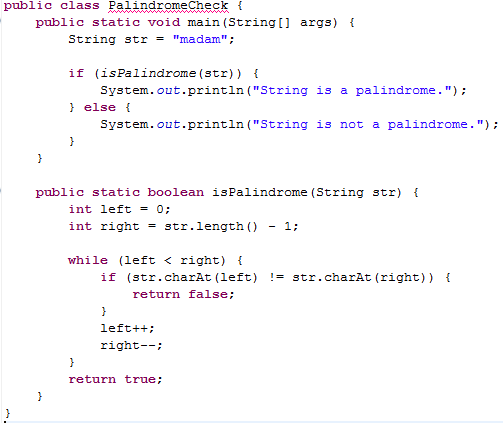 public class PalindromeCheck {
    public static void main(String[] args) {
        String str = "madam";

        if (isPalindrome(str)) {
            System.out.println("String is a palindrome.");
        } else {
            System.out.println("String is not a palindrome.");
        }
    }

    public static boolean isPalindrome(String str) {
        int left = 0;
        int right = str.length() - 1;

        while (left < right) {
            if (str.charAt(left) != str.charAt(right)) {
                return false;
            }
            left++;
            right--;
        }
        return true;
    }
}